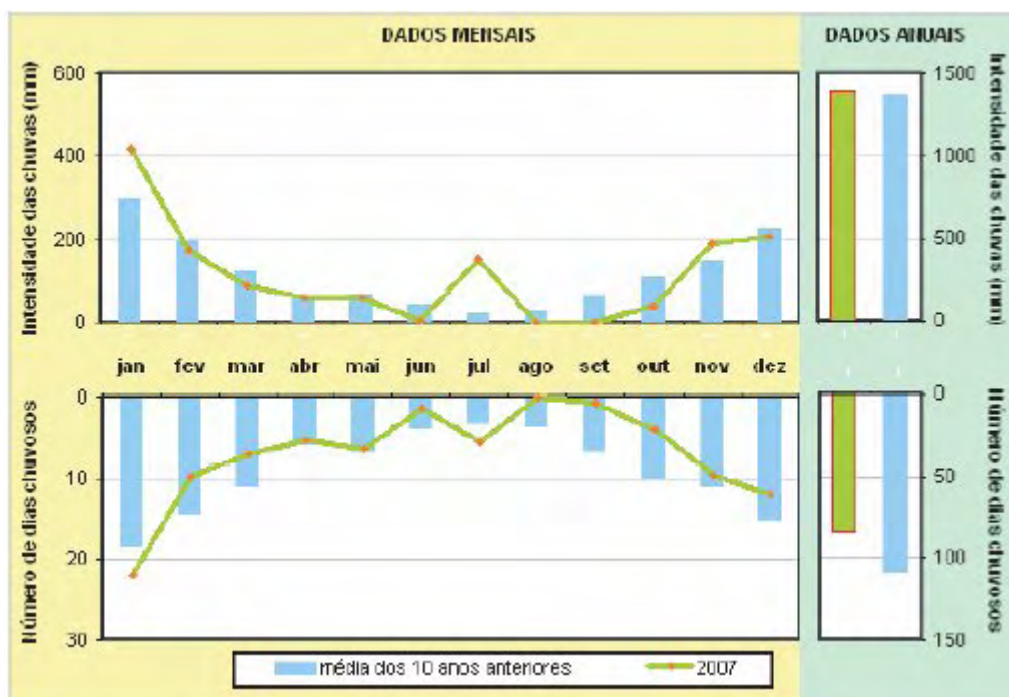 DADOS MENSAIS
DADOS ANUAIS
Intensidade das chuvas (mm)
600
400
200
0
1500
1000
500
0
Intensidade das chuvas (mm)
jan fev mar abr mai jun jul ago set out nov dez
Número de dias chuvosos
0
10
20
30
0
50
100
150
Número de dias chuvosos
média dos 10 anos anteriores
2007